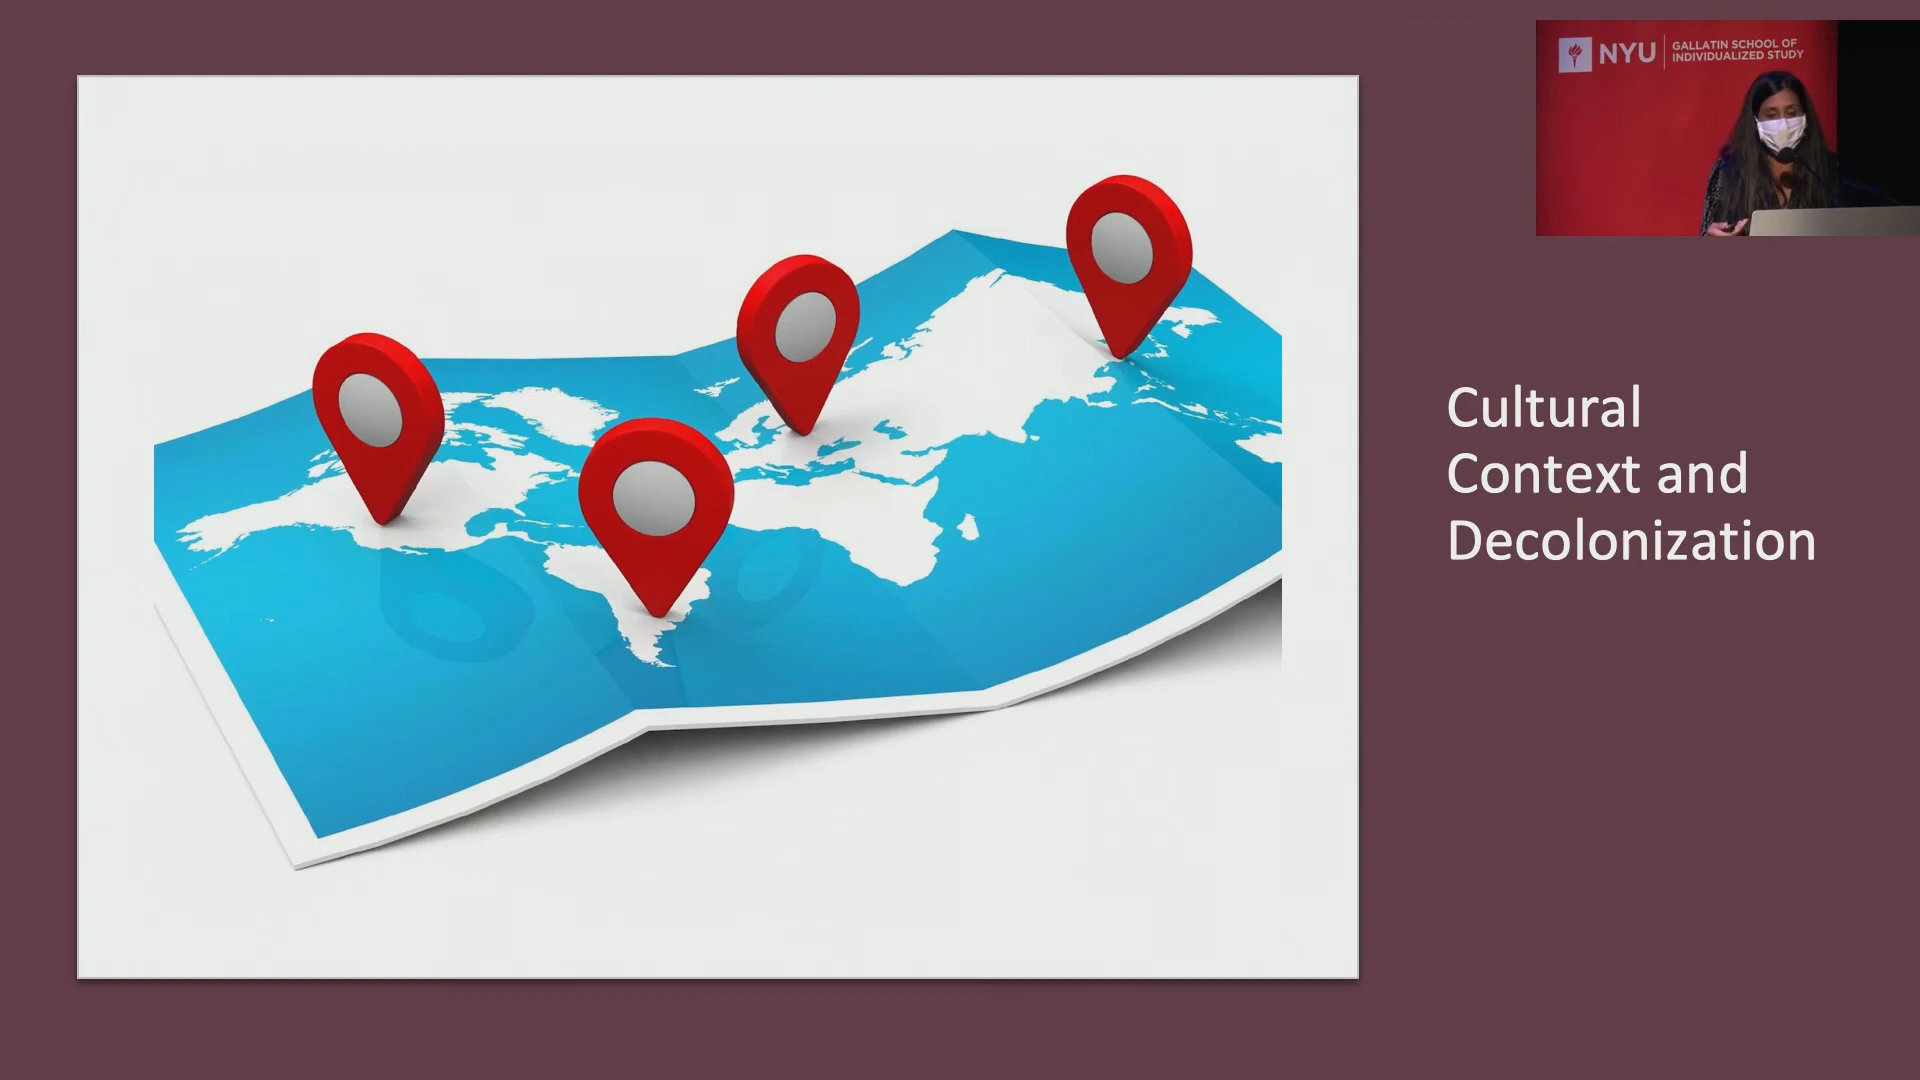 NYU
GALLATIN SCHOOL OF
INDIVIDUALIZED STUDY
Cultural
Context and
Decolonization